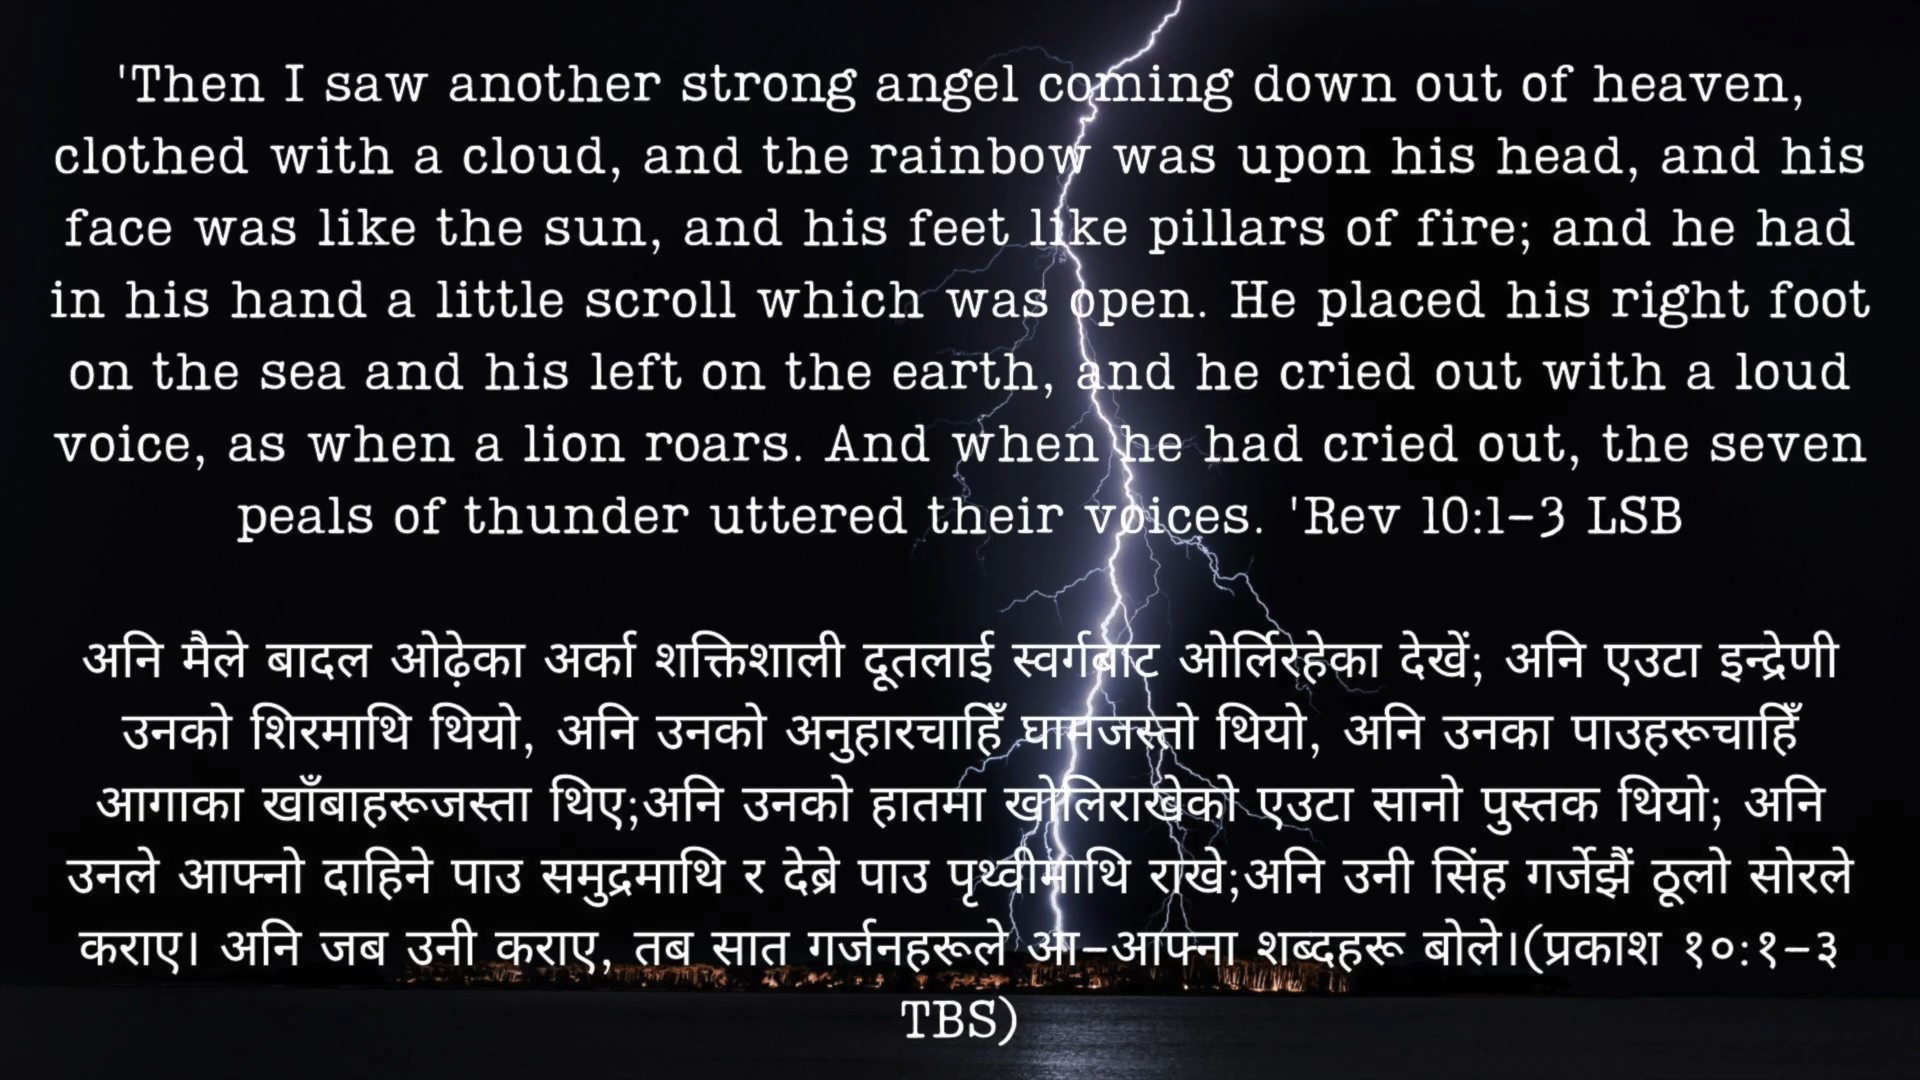 'Then I saw another strong angel coming down out of heaven,
clothed with a cloud, and the rainbow was upon his head, and his
face was like the sun, and his feet like pillars of fire; and he had
in his hand a little scroll which was open. He placed his right foot
on the sea and his left on the earth, and he cried out with a loud
voice, as when a lion roars. And when he had cried out, the seven
peals of thunder uttered their voices. 'Rev 10:1-3 LSB
अनि मैले बादल ओढ़ेका अर्का शक्तिशाली दूतलाई स्वर्गबाट ओर्लिरहेका देखें; अनि एउटा इन्द्रेणी
उनको शिरमाथि थियो, अनि उनको अनुहारचाहिँ घामजस्तो थियो, अनि उनका पाउहरूचाहिँ
आगाका खाँबाहरूजस्ता थिए;अनि उनको हातमा खोलिराखेको एउटा सानो पुस्तक थियो; अनि
उनले आफ्नो दाहिने पाउ समुद्रमाथि र देब्रे पाउ पृथ्वीमाथि राखे;अनि उनी सिंह गर्जेझैं ठूलो सोरले
कराए। अनि जब उनी कराए, तब सात गर्जनहरूले आ-आफ्ना शब्दहरू बोले।(प्रकाश १०:१-३
TBS)